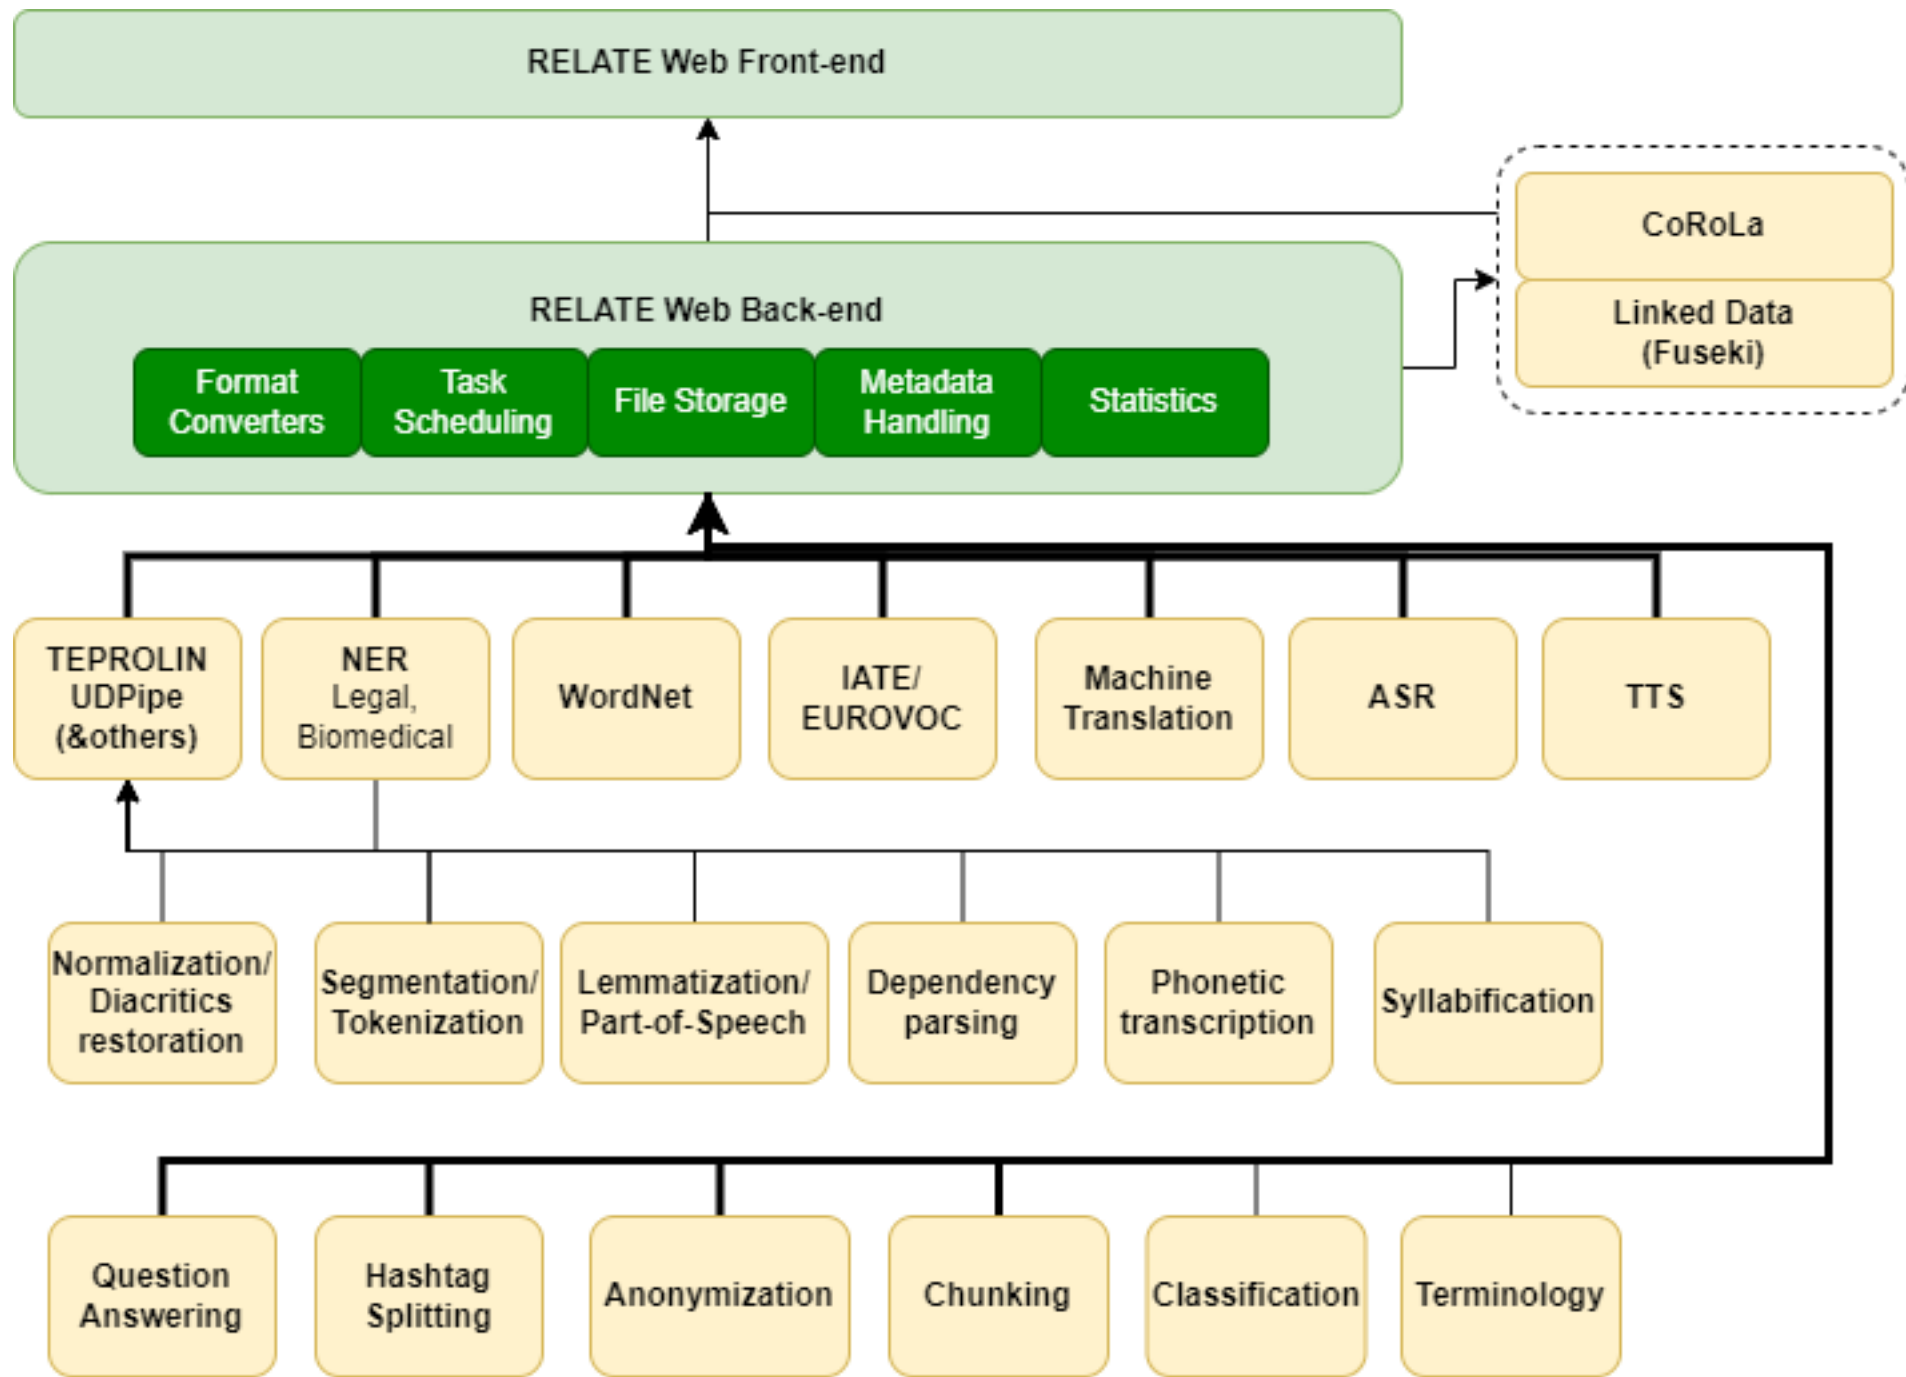 RELATE Web Front-end
CoRoLa
Linked Data
(Fuseki)
RELATE Web Back-end
Format
Converters
Task
Scheduling
File Storage
Metadata
Handling
Statistics
TEPROLIN
UDPipe
(&others)
NER
Legal,
Biomedical
WordNet
IATE/
EUROVOC
Machine
Translation
ASR
TTS
Normalization/
Diacritics
restoration
Segmentation/
Tokenization
Lemmatization/
Part-of-Speech
Dependency
parsing
Phonetic
transcription
Syllabification
Question
Answering
Hashtag
Splitting
Anonymization
Chunking
Classification
Terminology